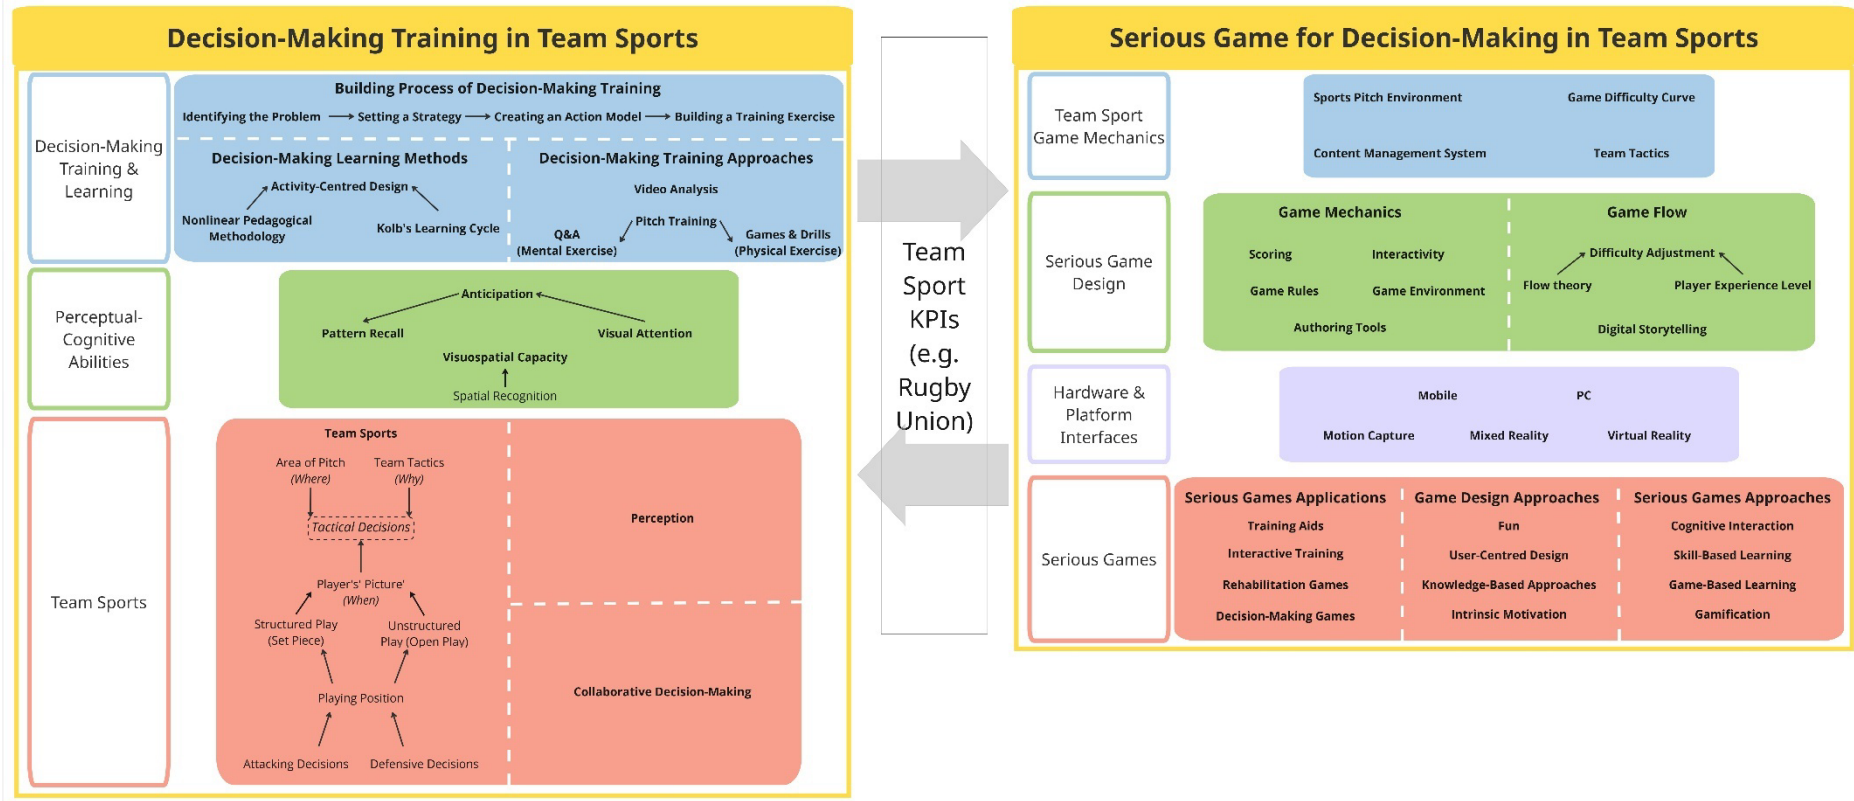 Decision-Making Training in Team Sports
Decision-Making
Training &
Learning
Building Process of Decision-Making Training
Identifying the Problem
Setting a Strategy
Creating an Action Model
Building a Training Exercise
Decision-Making Learning Methods
Activity-Centred Design
Nonlinear Pedagogical
Methodology
Kolb's Learning Cycle
Decision-Making Training Approaches
Video Analysis
Pitch Training
Q&A
(Mental Exercise)
Games & Drills
(Physical Exercise)
Perceptual-
Cognitive
Abilities
Anticipation
Pattern Recall
Visual Attention
Visuospatial Capacity
Spatial Recognition
Team Sports
Team Sports
Area of Pitch
(Where)
Team Tactics
(Why)
Tactical Decisions
Player's' Picture'
(When)
Structured Play
(Set Piece)
Unstructured
Play (Open Play)
Playing Position
Attacking Decisions
Defensive Decisions
Perception
Collaborative Decision-Making
Team
Sport
KPIs
(e.g.
Rugby
Union)
Serious Game for Decision-Making in Team Sports
Team Sport
Game Mechanics
Sports Pitch Environment
Game Difficulty Curve
Content Management System
Team Tactics
Serious Game
Design
Game Mechanics
Scoring
Interactivity
Game Rules
Game Environment
Authoring Tools
Game Flow
Difficulty Adjustment
Flow theory
Player Experience Level
Digital Storytelling
Hardware &
Platform
Interfaces
Mobile
PC
Motion Capture
Mixed Reality
Virtual Reality
Serious Games
Serious Games Applications
Training Aids
Interactive Training
Rehabilitation Games
Decision-Making Games
Game Design Approaches
Fun
User-Centred Design
Knowledge-Based Approaches
Intrinsic Motivation
Serious Games Approaches
Cognitive Interaction
Skill-Based Learning
Game-Based Learning
Gamification